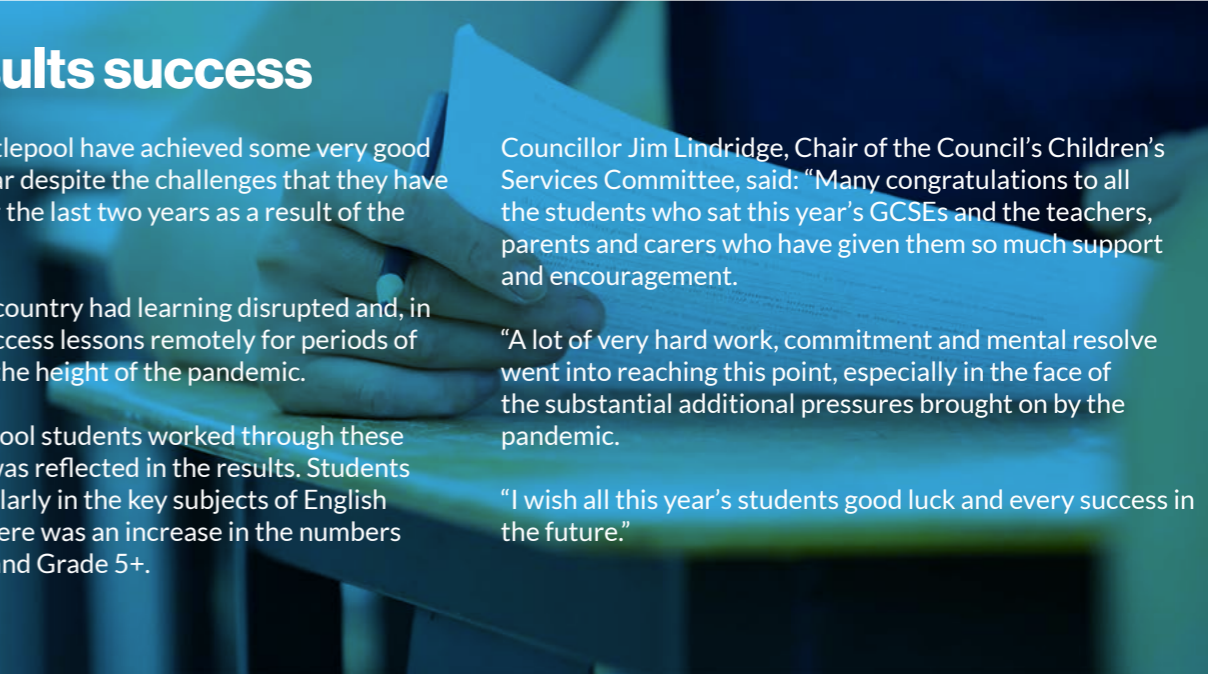 ults success
tlepool have achieved some very good
ar despite the challenges that they have
r the last two years as a result of the
country had learning disrupted and, in
ccess lessons remotely for periods of
the height of the pandemic.
ool students worked through these
was reflected in the results. Students
larly in the key subjects of English
ere was an increase in the numbers
and Grade 5+.
Councillor Jim Lindridge, Chair of the Council’s Children’s
Services Committee, said: “Many congratulations to all
the students who sat this year’s GCSEs and the teachers,
parents and carers who have given them so much support
and encouragement.
“A lot of very hard work, commitment and mental resolve
went into reaching this point, especially in the face of
the substantial additional pressures brought on by the
pandemic.
“I wish all this year’s students good luck and every success in
the future.”